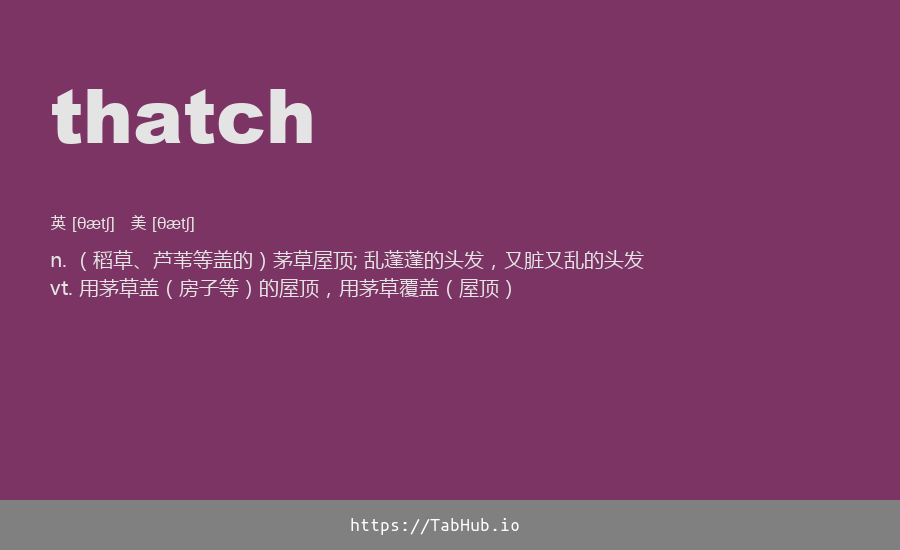 thatch
英 [θætʃ] 美 [θætʃ]
n. （稻草、芦苇等盖的）茅草屋顶; 乱蓬蓬的头发，又脏又乱的头发
vt. 用茅草盖（房子等）的屋顶，用茅草覆盖（屋顶）
https://TabHub.io